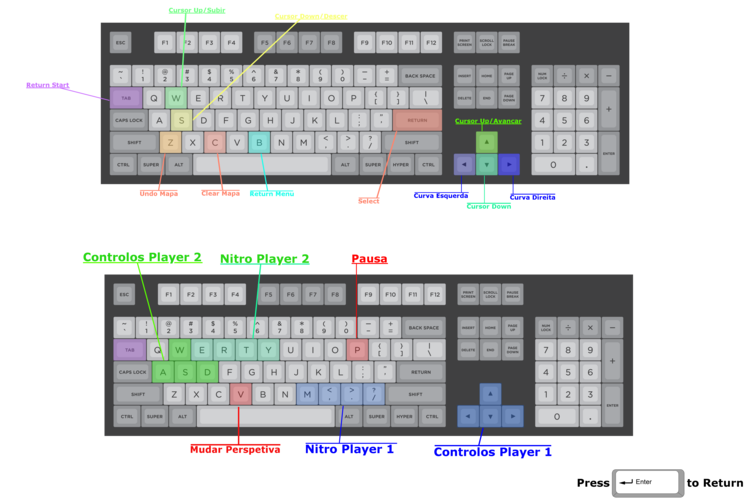 Cursor Up/Subir
Return Start
ESC F1 F2 F3 F4 F5 F6 F7 F8 F9 F10 F11 F12 PRINT SCREEN SCROLL LOCK PAUSE BREAK
~ ` ! 1 @ 2 # 3 $ 4 % 5 ^ 6 & 7 * 8 ( 9 ) 0 - + = BACK SPACE INSERT HOME PAGE UP NUM LOCK ÷ × −
TAB Q W E R T Y U I O P { [ } ] | \ DELETE END PAGE DOWN 7 8 9 +
CAPS LOCK A S D F G H J K L : ; " ' RETURN 4 5 6
Cursor Up/Avancar
SHIFT Z X C V B N M < , > . ? / SHIFT ▲ 1 2 3 ENTER
CTRL SUPER ALT ALT SUPER HYPER CTRL ◄ ▼ ► 0 .
Undo Mapa Clear Mapa Return Menu Select Curva Esquerda Cursor Down Curva Direita
Controlos Player 2 Nitro Player 2 Pausa
ESC F1 F2 F3 F4 F5 F6 F7 F8 F9 F10 F11 F12 PRINT SCREEN SCROLL LOCK PAUSE BREAK
~ ` ! 1 @ 2 # 3 $ 4 % 5 ^ 6 & 7 * 8 ( 9 ) 0 - + = BACK SPACE INSERT HOME PAGE UP NUM LOCK ÷ × −
TAB Q W E R T Y U I O P { [ } ] | \ DELETE END PAGE DOWN 7 8 9 +
CAPS LOCK A S D F G H J K L : ; " ' RETURN 4 5 6
SHIFT Z X C V B N M < , > . ? / SHIFT ▲ 1 2 3 ENTER
CTRL SUPER ALT ALT SUPER HYPER CTRL ◄ ▼ ► 0 .
Mudar Perspetiva Nitro Player 1 Controlos Player 1
Press Enter to Return